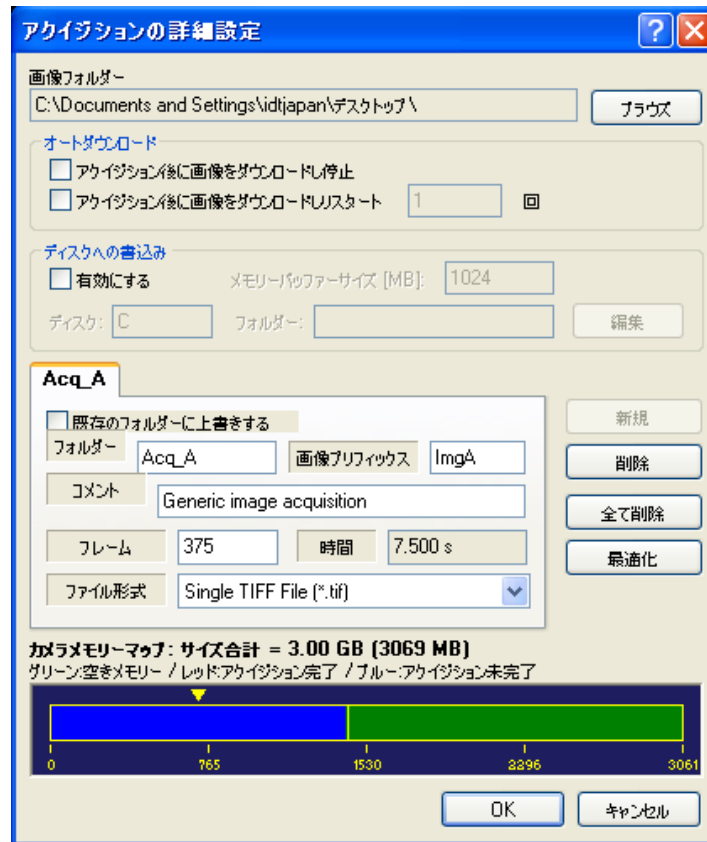 アクイジションの詳細設定
画像フォルダー
C:\Documents and Settings\idtjapan\デスクトップ\
ブラウズ
オートダウンロード
アクイジション後に画像をダウンロードし停止
アクイジション後に画像をダウンロードしリスタート 1 回
ディスクへの書込み
有効にする メモリーバッファーサイズ [MB]: 1024
ディスク: C フォルダー: 編集
Acq_A
既存のフォルダーに上書きする 新規
フォルダー Acq_A 画像プリフィックス ImgA 削除
コメント Generic image acquisition 全て削除
フレーム 375 時間 7.500 s 最適化
ファイル形式 Single TIFF File (*.tif)
カメラメモリーマップ: サイズ合計 = 3.00 GB (3069 MB)
グリーン:空きメモリー / レッド:アクイジション完了 / ブルー:アクイジション未完了
0 765 1530 2296 3061
OK キャンセル